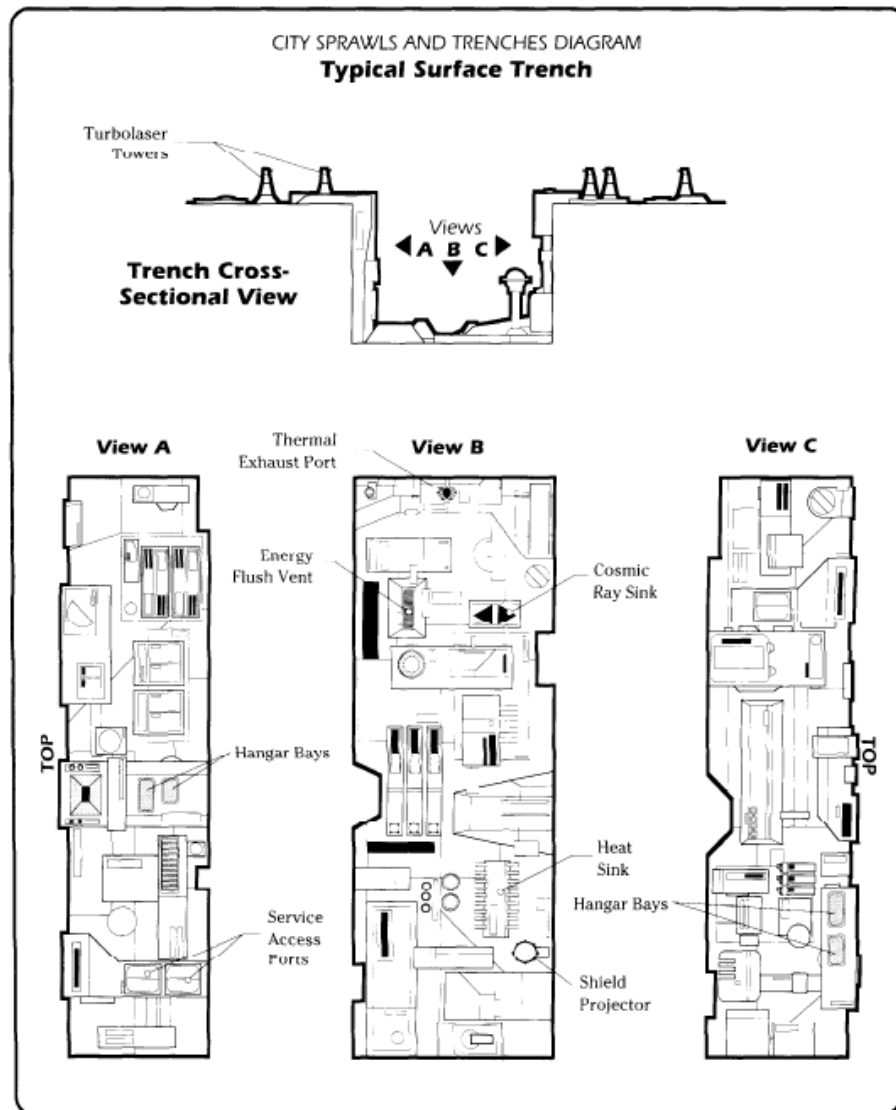 CITY SPRAWLS AND TRENCHES DIAGRAM
Typical Surface Trench
Turbolaser
Towers
Views
A B C
Trench Cross-
Sectional View
View A
Thermal
Exhaust Port
View B
View C
Energy
Flush Vent
Cosmic
Ray Sink
TOP
Hangar Bays
TOP
Heat
Sink
Hangar Bays
Service
Access
Ports
Shield
Projector